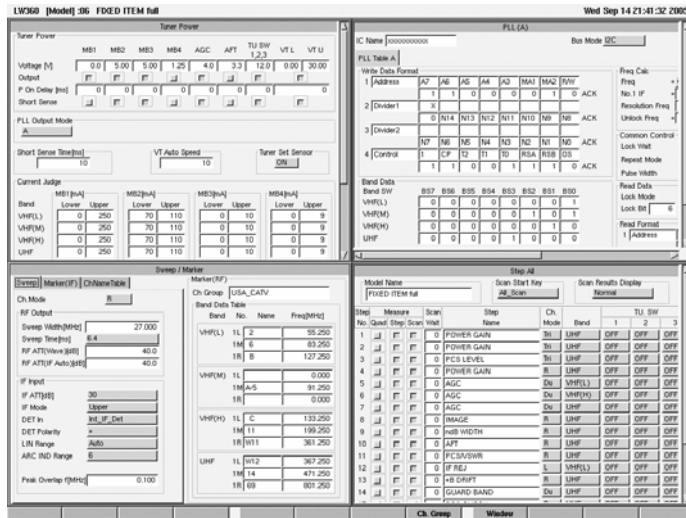 LW360 [Model] :06 FIXED ITEM full Wed Sep 14 21:41:32 2005
Tuner Power
Tuner Power
MB1 MB2 MB3 MB4 AGC AFT TU SW 1,2,3 VT L VT U
Voltage [V] 0.0 5.00 5.00 1.25 4.0 3.3 12.0 0.00 30.00
Output
P On Delay [ms] 0 0 0 0 0 0 0 0 0
Short Sense
PLL Output Mode
A
Short Sense Time[ms] VT Auto Speed Tuner Set Sensor
10 10 ON
Current Judge
MB1[mA] MB2[mA] MB3[mA] MB4[mA]
Band Lower Upper Lower Upper Lower Upper Lower Upper
VHF(L) 0 250 70 110 0 10 0 9
VHF(M) 0 250 70 110 0 10 0 9
VHF(H) 0 250 70 110 0 10 0 9
UHF 0 250 70 110 0 10 0 9
PLL (A)
IC Name xxxxxxxxxxx Bus Mode I2C
PLL Table A
Write Data Format
1 Address A7 A6 A5 A4 A3 MA1 MA2 R/W
1 1 0 0 0 0 1 0 ACK
2 Divider1 X
0 N14 N13 N12 N11 N10 N9 N8 ACK
3 Divider2
N7 N6 N5 N4 N3 N2 N1 N0 ACK
4 Control 1 CP T2 T1 T0 RSA RSB OS
1 1 0 0 1 0 1 0 ACK
Band Data
Band SW BS7 BS6 BS5 BS4 BS3 BS2 BS1 BS0
VHF(L) 0 0 0 0 0 0 0 1
VHF(M) 0 0 0 0 0 1 0 1
VHF(H) 0 0 0 0 0 0 1 0
UHF 0 0 0 0 1 0 0 0
Freq Calc
Freq
No.1 IF
Resolution Freq
Unlock Freq
Common Control
Lock Wait
Repeat Mode
Pulse Width
Read Data
Lock Mode
Lock Bit 6
Read Format
1 Address
Sweep / Marker
Sweep Marker(IF) ChNameTable
Ch.Mode R
RF Output
Sweep Width[MHz] 27.000
Sweep Time[ms] 6.4
RF ATT(Wave)[dB] 40.0
RF ATT(IF Auto)[dB] 40.0
IF Input
IF ATT[dB] 30
IF Mode Upper
DET In Int_IF_Det
DET Polarity +
LIN Range Auto
ARC IND Range 6
Peak Overlap f[MHz] 0.100
Marker(RF)
Ch Group USA_CATV
Band Data Table
Band No. Name Freq[MHz]
VHF(L) 1L 2 55.250
1M 6 83.250
1R B 127.250
VHF(M) 1L 0.000
1M A-5 91.250
1R 0.000
VHF(H) 1L C 133.250
1M 11 199.250
1R W11 361.250
UHF 1L W12 367.250
1M 14 471.250
1R 69 801.250
Step All
Model Name Scan Start Key Scan Results Display
FIXED ITEM full All_Scan Normal
Step Measure Scan Step Ch. TU. SW
No. Quad Step Scan Wait Name Mode Band 1 2 3
1 0 POWER GAIN Tri UHF OFF OFF OFF
2 0 POWER GAIN Tri UHF OFF OFF OFF
3 0 PCS LEVEL Tri UHF OFF OFF OFF
4 0 POWER GAIN R UHF OFF OFF OFF
5 0 AGC Du VHF(L) OFF OFF OFF
6 0 AGC Du VHF(H) OFF OFF OFF
7 0 AGC Du UHF OFF OFF OFF
8 0 IMAGE R UHF OFF OFF OFF
9 0 ndB WIDTH R UHF OFF OFF OFF
10 0 AFT R UHF OFF OFF OFF
11 0 PCS/VSWR R UHF OFF OFF OFF
12 0 IF REJ L VHF(L) OFF OFF OFF
13 0 +B DRIFT R UHF OFF OFF OFF
14 0 GUARD BAND Du UHF OFF OFF OFF
Ch. Group Window